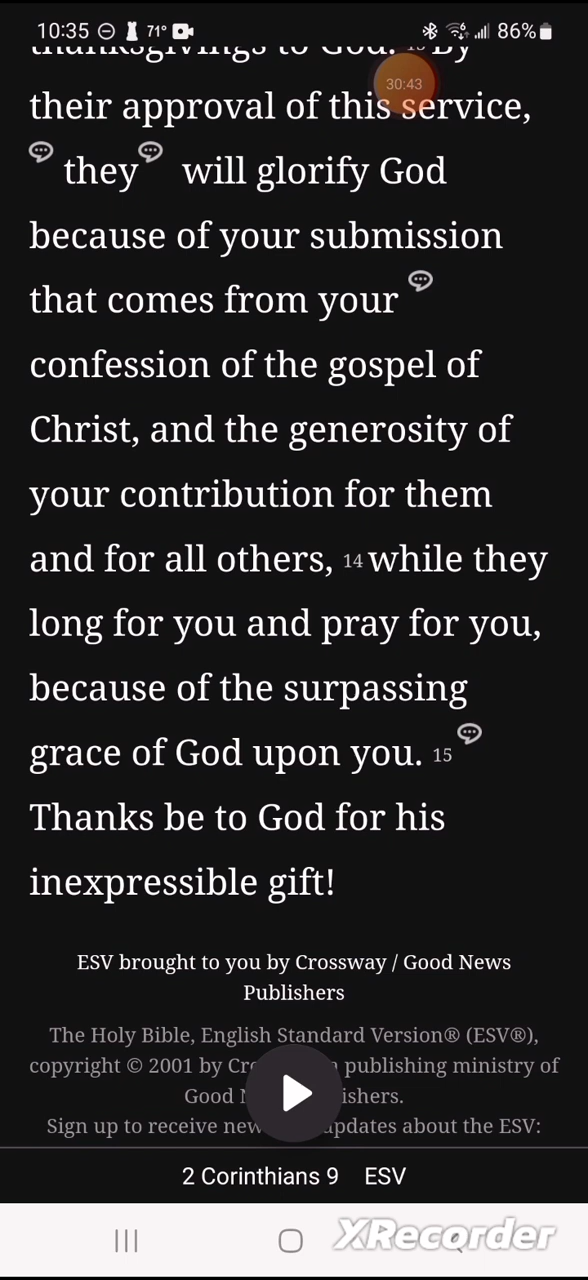 10:35 71° 86%
thanksgivings to God. By
30:43
their approval of this service,
they will glorify God
because of your submission
that comes from your
confession of the gospel of
Christ, and the generosity of
your contribution for them
and for all others, 14 while they
long for you and pray for you,
because of the surpassing
grace of God upon you. 15
Thanks be to God for his
inexpressible gift!
ESV brought to you by Crossway / Good News
Publishers
The Holy Bible, English Standard Version® (ESV®),
copyright © 2001 by publishing ministry of
Good
Sign up to receive updates about the ESV:
2 Corinthians 9 ESV
XRecorder